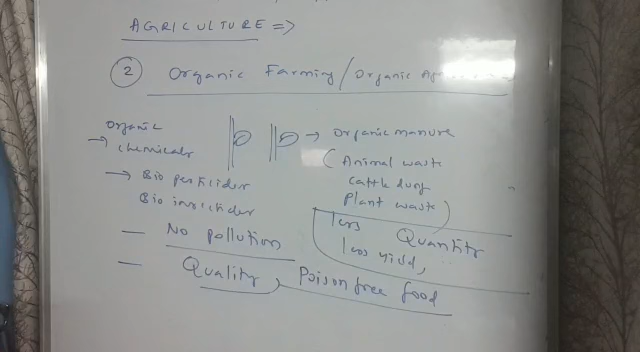 AGRICULTURE =>
② Organic Farming / Organic
Organic
→ chemicals
→ Bio pesticides
Bio insecticides
→ Organic manure
(Animal waste
cattle dung
plant waste)
less Quantity
less yield,
— No pollution
— Quality, Poison free food